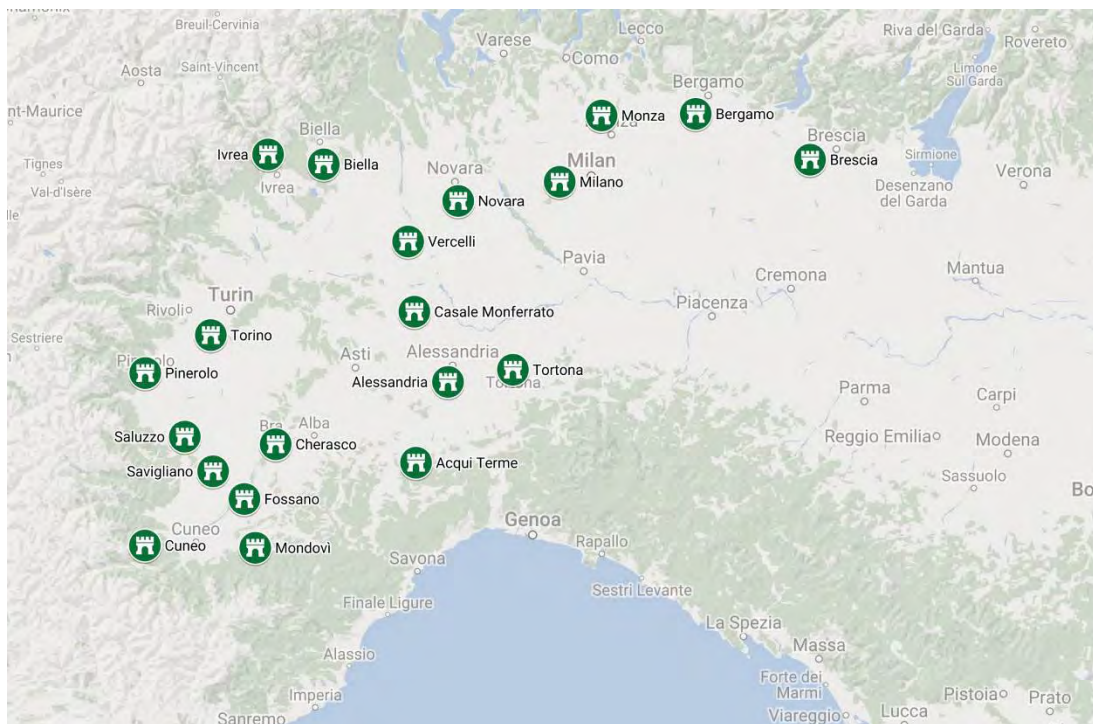 Breuil-Cervinia
Lecco
Riva del Garda
Rovereto
Varese
Como
Aosta
Saint-Vincent
Limone
Sul Garda
Bergamo
nt-Maurice
Monza
Bergamo
Biella
Brescia
Ivrea
Biella
Milan
Brescia
Sirmione
Tignes
Ivrea
Novara
Milano
Desenzano
del Garda
Verona
Val-d'Isère
Novara
Vercelli
Pavia
Cremona
Mantua
Turin
Rivoli
Casale Monferrato
Piacenza
Sestriere
Torino
Asti
Alessandria
Pinerolo
Alessandria
Tortona
Parma
Carpi
Bra
Alba
Saluzzo
Cherasco
Reggio Emilia
Modena
Savigliano
Acqui Terme
Sassuolo
Fossano
Bo
Cuneo
Genoa
Cuneo
Mondovì
Savona
Rapallo
Sestri Levante
Finale Ligure
La Spezia
Massa
Alassio
Forte dei
Marmi
Imperia
Pistoia
Prato
Sanremo
Viareggio
Lucca